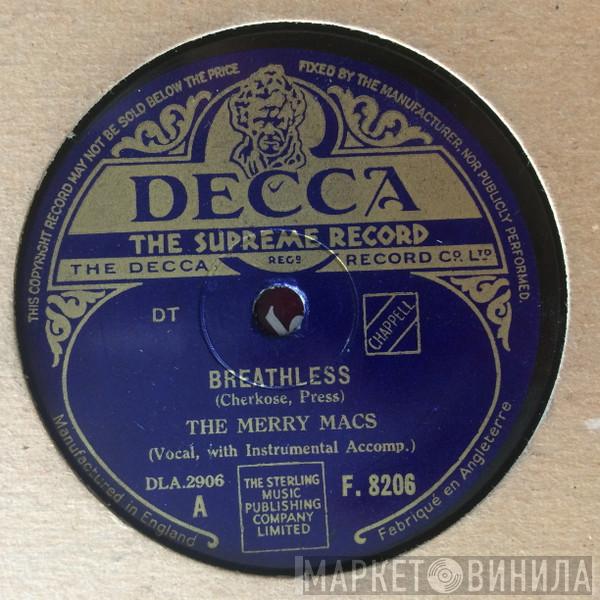 THIS COPYRIGHT RECORD MAY NOT BE SOLD BELOW THE PRICE FIXED BY THE MANUFACTURER, NOR PUBLICLY PERFORMED.
DECCA
THE SUPREME RECORD
THE DECCA REGD RECORD CO. LTD
DT
CHAPPELL
BREATHLESS
(Cherkose, Press)
THE MERRY MACS
(Vocal, with Instrumental Accomp.)
DLA.2906
A
THE STERLING
MUSIC
PUBLISHING
COMPANY
LIMITED
F. 8206
Manufactured in England
Fabriqué en Angleterre
МАРКЕТ ВИНИЛА